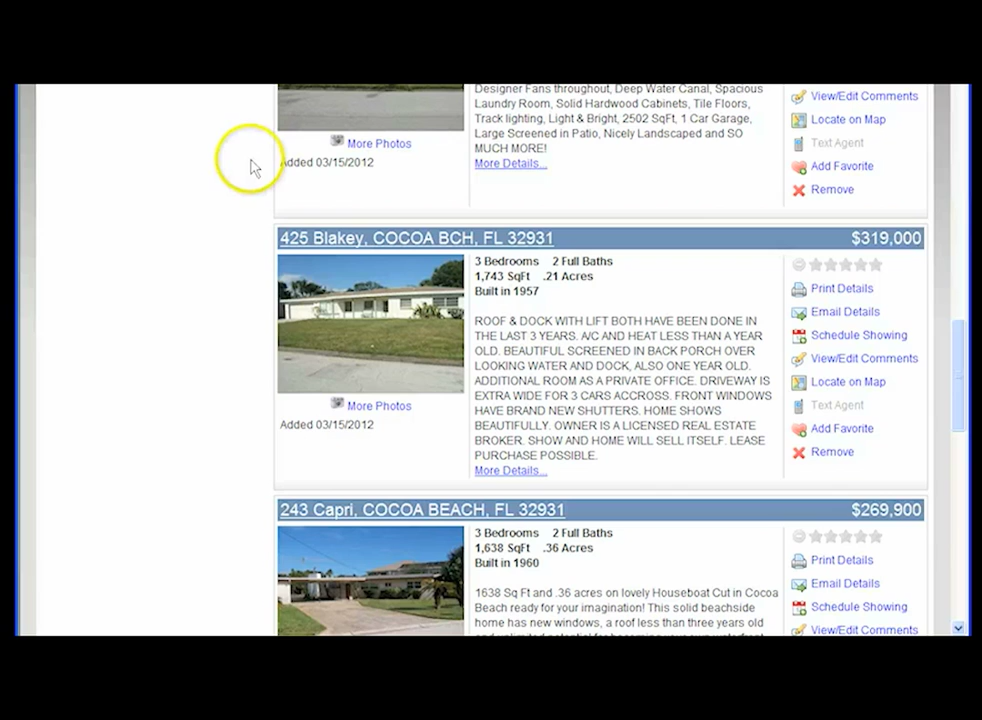 Designer Fans throughout, Deep Water Canal, Spacious
Laundry Room, Solid Hardwood Cabinets, Tile Floors,
Track lighting, Light & Bright, 2502 SqFt, 1 Car Garage,
Large Screened in Patio, Nicely Landscaped and SO
MUCH MORE!
More Details...
More Photos
Added 03/15/2012
View/Edit Comments
Locate on Map
Text Agent
Add Favorite
Remove
425 Blakey, COCOA BCH, FL 32931 $319,000
3 Bedrooms 2 Full Baths
1,743 SqFt .21 Acres
Built in 1957
ROOF & DOCK WITH LIFT BOTH HAVE BEEN DONE IN
THE LAST 3 YEARS. A/C AND HEAT LESS THAN A YEAR
OLD. BEAUTIFUL SCREENED IN BACK PORCH OVER
LOOKING WATER AND DOCK, ALSO ONE YEAR OLD.
ADDITIONAL ROOM AS A PRIVATE OFFICE. DRIVEWAY IS
EXTRA WIDE FOR 3 CARS ACCROSS. FRONT WINDOWS
HAVE BRAND NEW SHUTTERS. HOME SHOWS
BEAUTIFULLY. OWNER IS A LICENSED REAL ESTATE
BROKER. SHOW AND HOME WILL SELL ITSELF. LEASE
PURCHASE POSSIBLE.
More Details...
More Photos
Added 03/15/2012
Print Details
Email Details
Schedule Showing
View/Edit Comments
Locate on Map
Text Agent
Add Favorite
Remove
243 Capri, COCOA BEACH, FL 32931 $269,900
3 Bedrooms 2 Full Baths
1,638 SqFt .36 Acres
Built in 1960
1638 Sq Ft and .36 acres on lovely Houseboat Cut in Cocoa
Beach ready for your imagination! This solid beachside
home has new windows, a roof less than three years old
and unlimited potential for becoming your own waterfront
Print Details
Email Details
Schedule Showing
View/Edit Comments